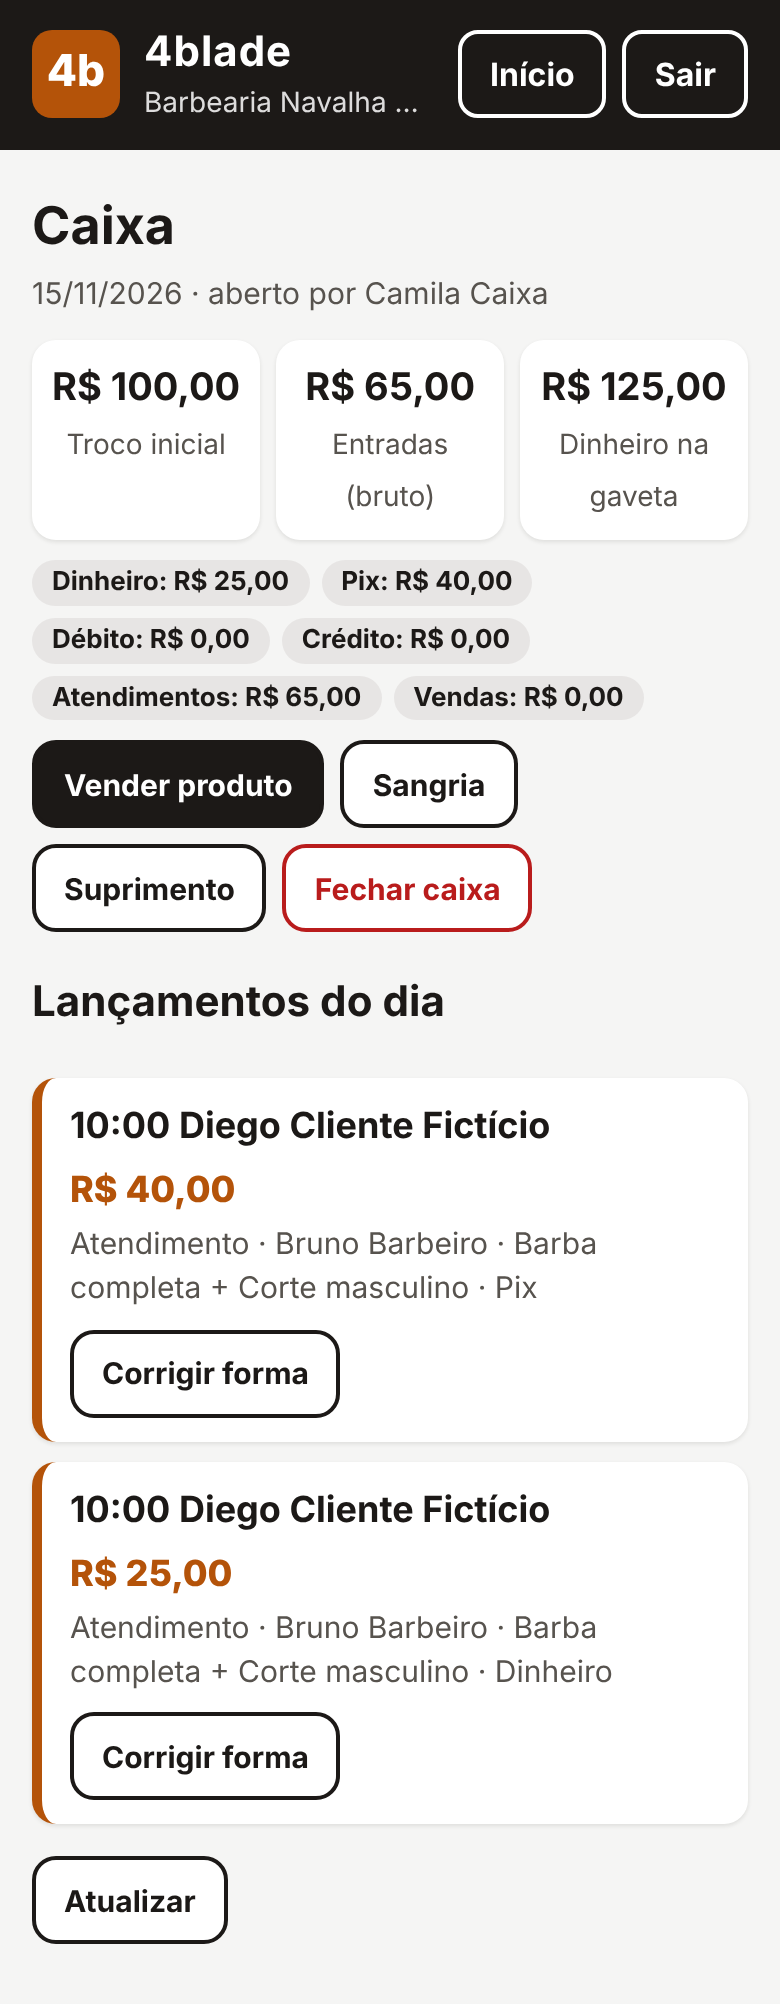 4b
4blade
Barbearia Navalha ...
Início
Sair
Caixa
15/11/2026 · aberto por Camila Caixa
R$ 100,00
Troco inicial
R$ 65,00
Entradas
(bruto)
R$ 125,00
Dinheiro na
gaveta
Dinheiro: R$ 25,00
Pix: R$ 40,00
Débito: R$ 0,00
Crédito: R$ 0,00
Atendimentos: R$ 65,00
Vendas: R$ 0,00
Vender produto
Sangria
Suprimento
Fechar caixa
Lançamentos do dia
10:00 Diego Cliente Fictício
R$ 40,00
Atendimento · Bruno Barbeiro · Barba
completa + Corte masculino · Pix
Corrigir forma
10:00 Diego Cliente Fictício
R$ 25,00
Atendimento · Bruno Barbeiro · Barba
completa + Corte masculino · Dinheiro
Corrigir forma
Atualizar